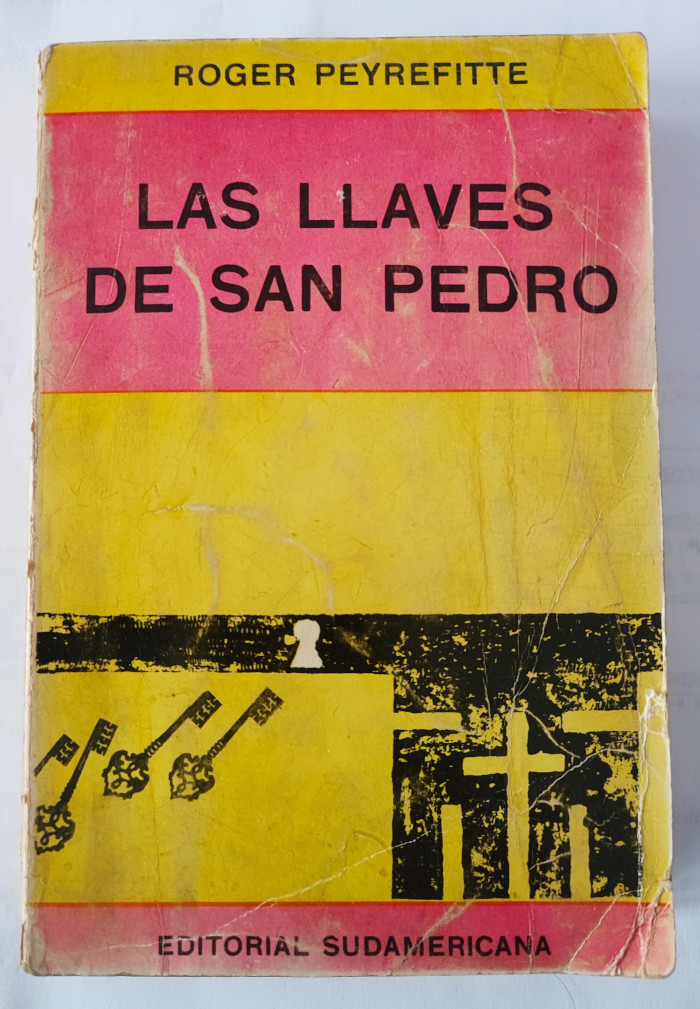 ROGER PEYREFITTE
LAS LLAVES
DE SAN PEDRO
EDITORIAL SUDAMERICANA